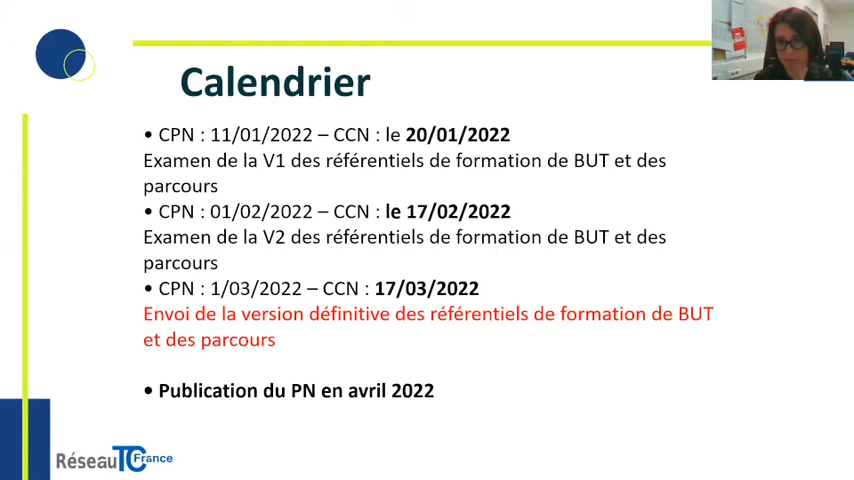 Calendrier
• CPN : 11/01/2022 – CCN : le 20/01/2022
Examen de la V1 des référentiels de formation de BUT et des
parcours
• CPN : 01/02/2022 – CCN : le 17/02/2022
Examen de la V2 des référentiels de formation de BUT et des
parcours
• CPN : 1/03/2022 – CCN : 17/03/2022
Envoi de la version définitive des référentiels de formation de BUT
et des parcours
• Publication du PN en avril 2022
Réseau TC France